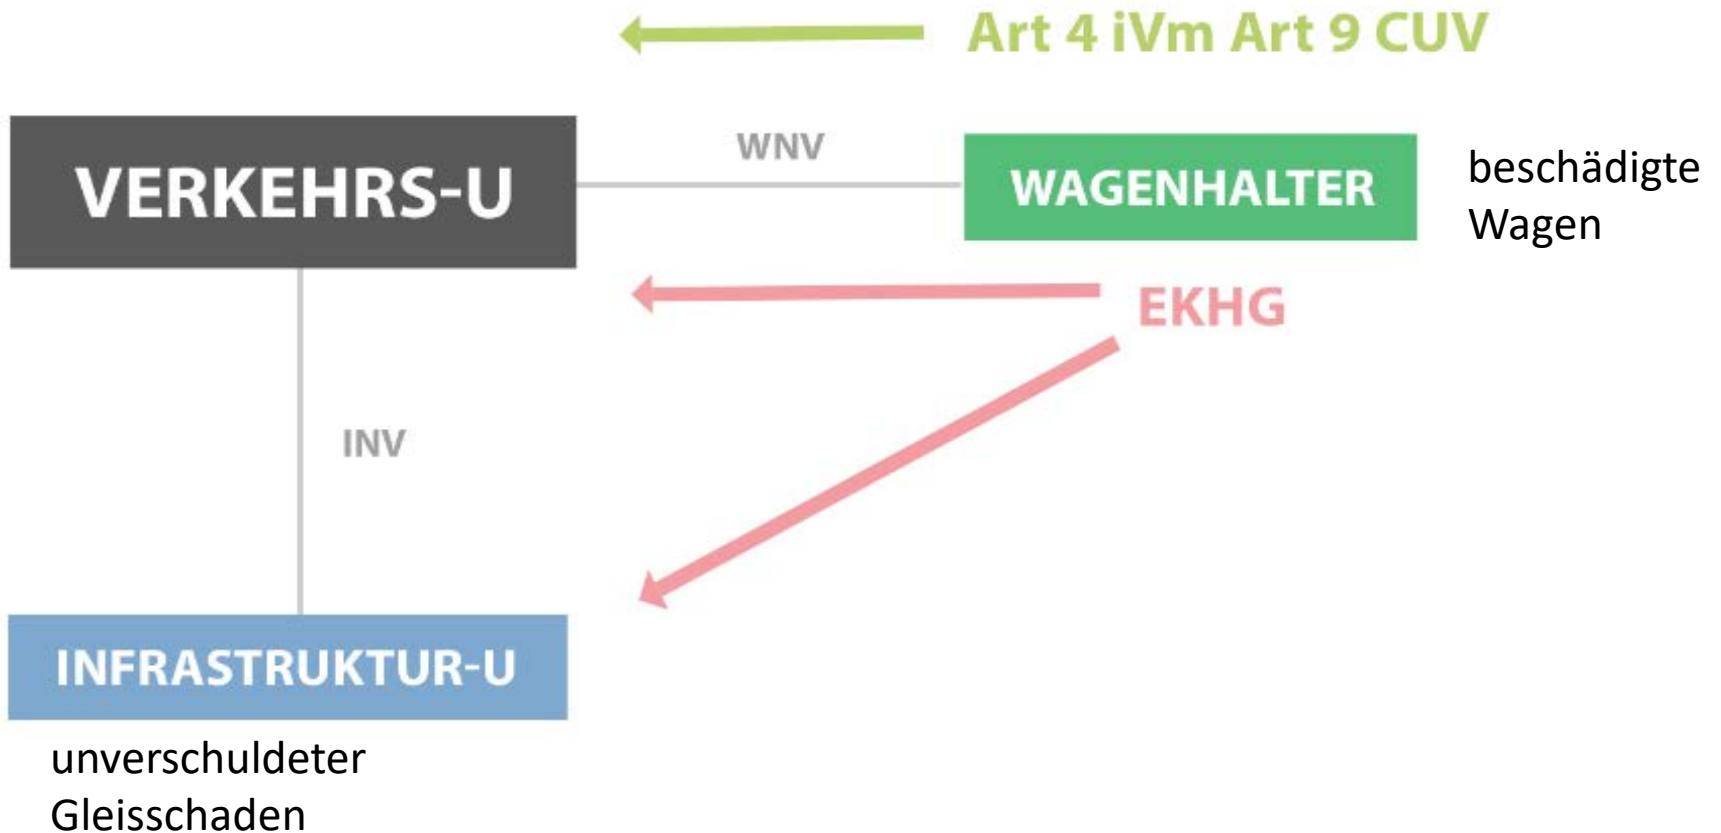 Art 4 iVm Art 9 CUV
VERKEHRS-U
WNV
WAGENHALTER
beschädigte
Wagen
EKHG
INV
INFRASTRUKTUR-U
unverschuldeter
Gleisschaden